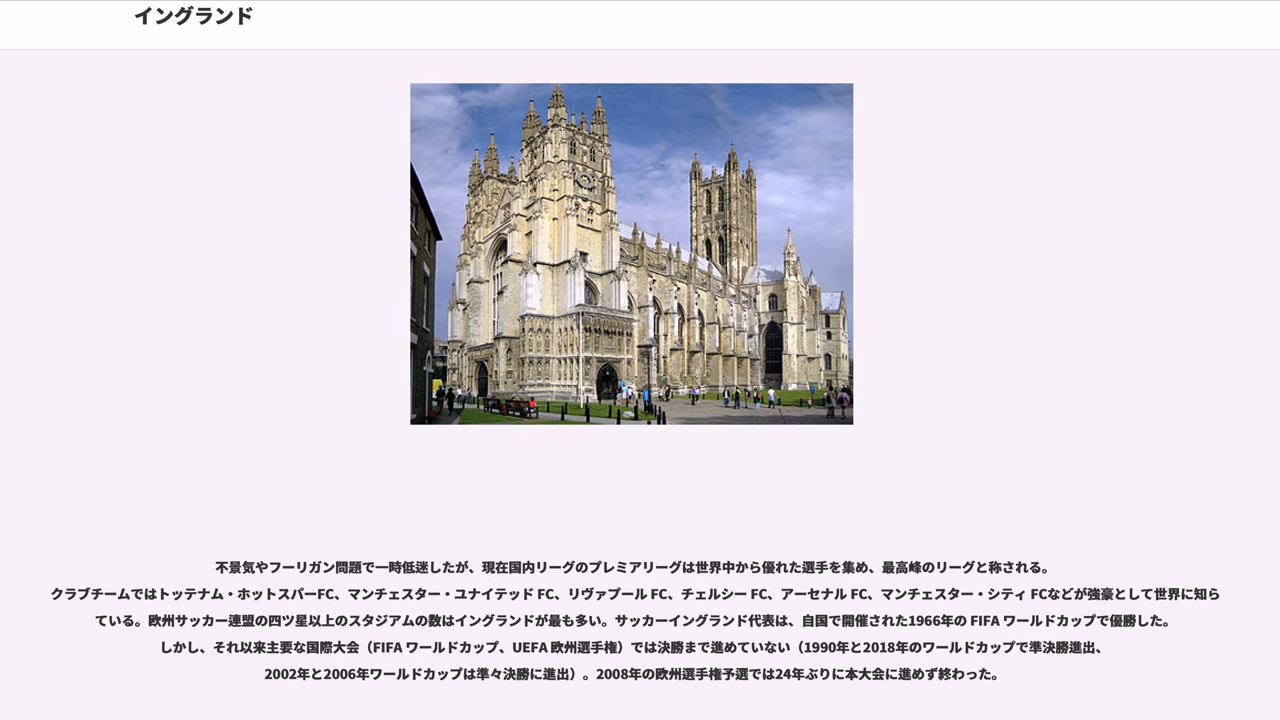 イングランド
不景気やフーリガン問題で一時低迷したが、現在国内リーグのプレミアリーグは世界中から優れた選手を集め、最高峰のリーグと称される。
クラブチームではトッテナム・ホットスパーFC、マンチェスター・ユナイテッド FC、リヴァプール FC、チェルシー FC、アーセナル FC、マンチェスター・シティ FCなどが強豪として世界に知ら
ている。欧州サッカー連盟の四ツ星以上のスタジアムの数はイングランドが最も多い。サッカーイングランド代表は、自国で開催された1966年の FIFA ワールドカップで優勝した。
しかし、それ以来主要な国際大会（FIFA ワールドカップ、UEFA 欧州選手権）では決勝まで進めていない（1990年と2018年のワールドカップで準決勝進出、
2002年と2006年ワールドカップは準々決勝に進出）。2008年の欧州選手権予選では24年ぶりに本大会に進めず終わった。